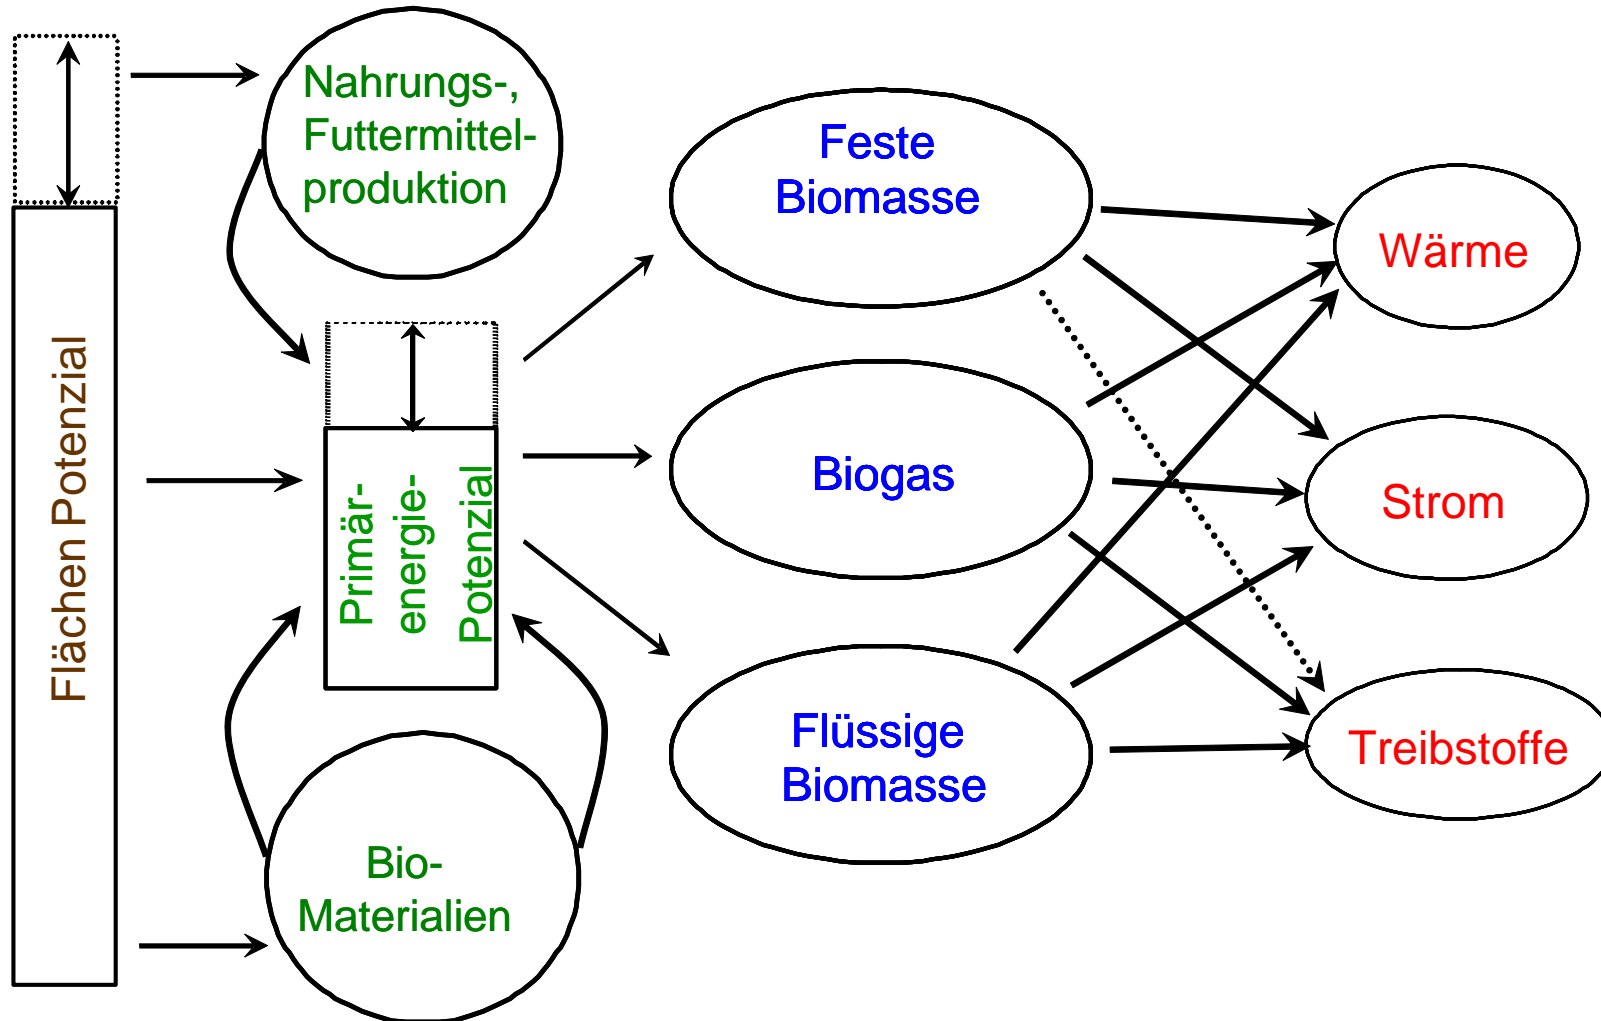 Flächen Potenzial
Nahrungs-,
Futtermittel-
produktion
Primär-
energie-
Potenzial
Bio-
Materialien
Feste
Biomasse
Biogas
Flüssige
Biomasse
Wärme
Strom
Treibstoffe